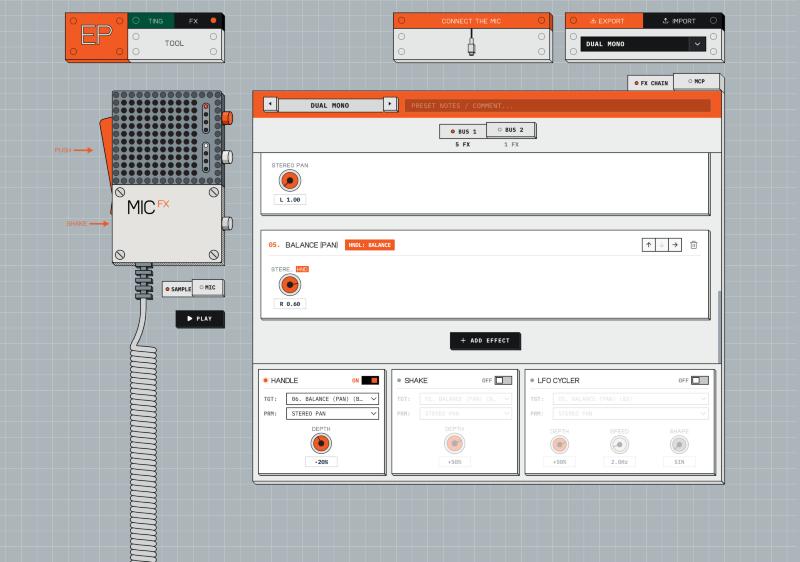 EP
TING
FX
TOOL
CONNECT THE MIC
EXPORT
IMPORT
DUAL MONO
FX CHAIN
MCP
DUAL MONO
PRESET NOTES / COMMENT...
BUS 1
BUS 2
5 FX
1 FX
STEREO PAN
L 1.00
05. BALANCE (PAN) HNDL: BALANCE
STERE… HND
R 0.60
+ ADD EFFECT
PUSH
MIC FX
SHAKE
SAMPLE
MIC
PLAY
HANDLE
ON
TGT: 06. BALANCE (PAN) (B…
PRM: STEREO PAN
DEPTH
-20%
SHAKE
OFF
TGT:
PRM: STEREO PAN
DEPTH
+50%
LFO CYCLER
OFF
TGT:
PRM: STEREO PAN
DEPTH
SPEED
SHAPE
+50%
2.0Hz
SIN